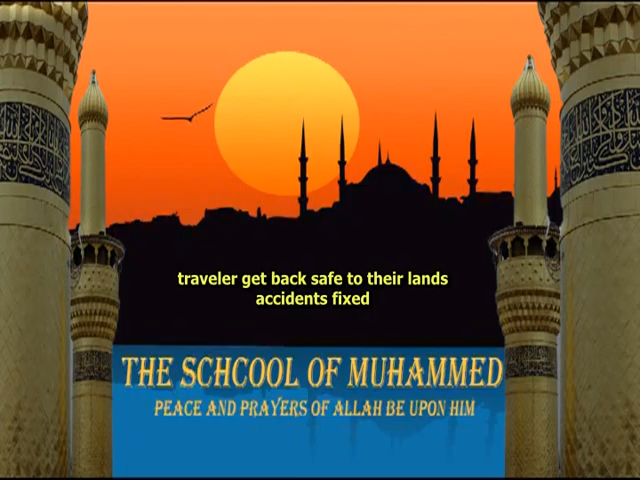 traveler get back safe to their lands
accidents fixed
THE SCHCOOL OF MUHAMMED
PEACE AND PRAYERS OF ALLAH BE UPON HIM